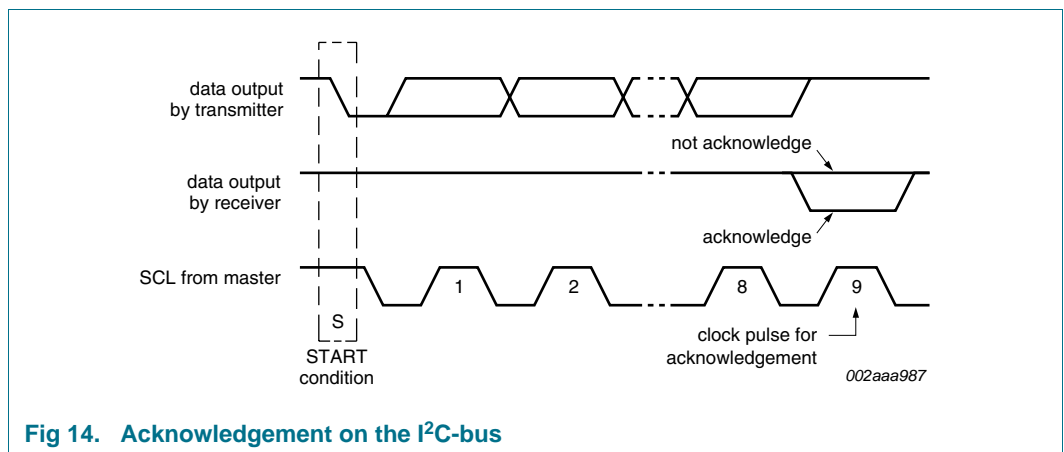 data output
by transmitter
not acknowledge
data output
by receiver
acknowledge
SCL from master
1
2
8
9
S
START
condition
clock pulse for
acknowledgement
002aaa987
Fig 14. Acknowledgement on the I²C-bus